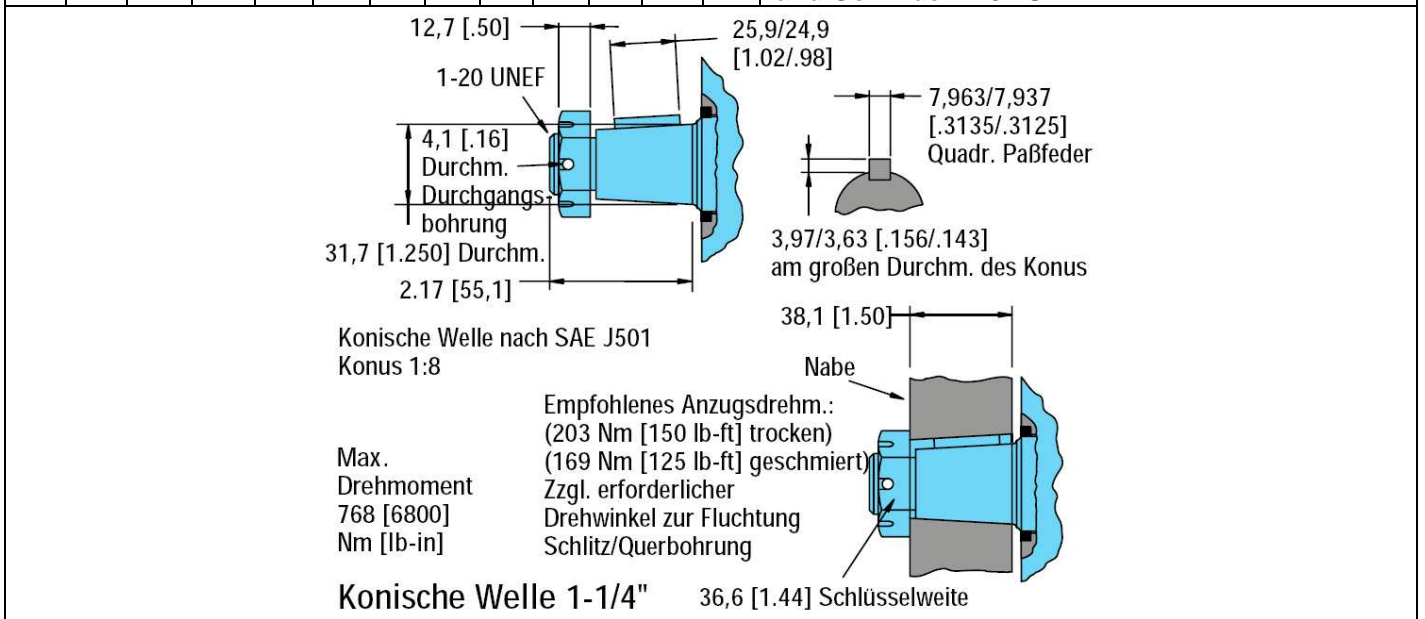 12,7 [.50]
25,9/24,9
[1.02/.98]
1-20 UNEF
4,1 [.16]
Durchm.
Durchgangs-
bohrung
31,7 [1.250] Durchm.
2.17 [55,1]
7,963/7,937
[.3135/.3125]
Quadr. Paßfeder
3,97/3,63 [.156/.143]
am großen Durchm. des Konus
Konische Welle nach SAE J501
Konus 1:8
38,1 [1.50]
Nabe
Empfohlenes Anzugsdrehm.:
(203 Nm [150 lb-ft] trocken)
(169 Nm [125 lb-ft] geschmiert)
Zzgl. erforderlicher
Drehwinkel zur Fluchtung
Schlitz/Querbohrung
Max.
Drehmoment
768 [6800]
Nm [lb-in]
Konische Welle 1-1/4"
36,6 [1.44] Schlüsselweite